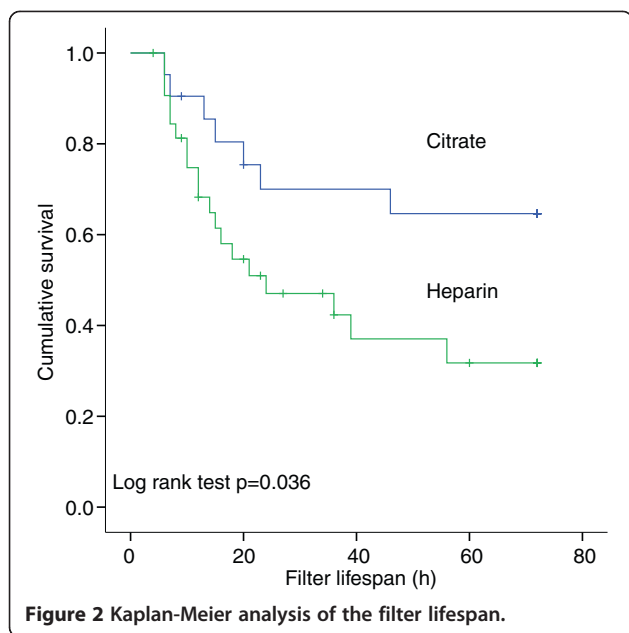 1.0
0.8
0.6
0.4
0.2
0.0
Cumulative survival
Citrate
Heparin
Log rank test p=0.036
0 20 40 60 80
Filter lifespan (h)
Figure 2 Kaplan-Meier analysis of the filter lifespan.